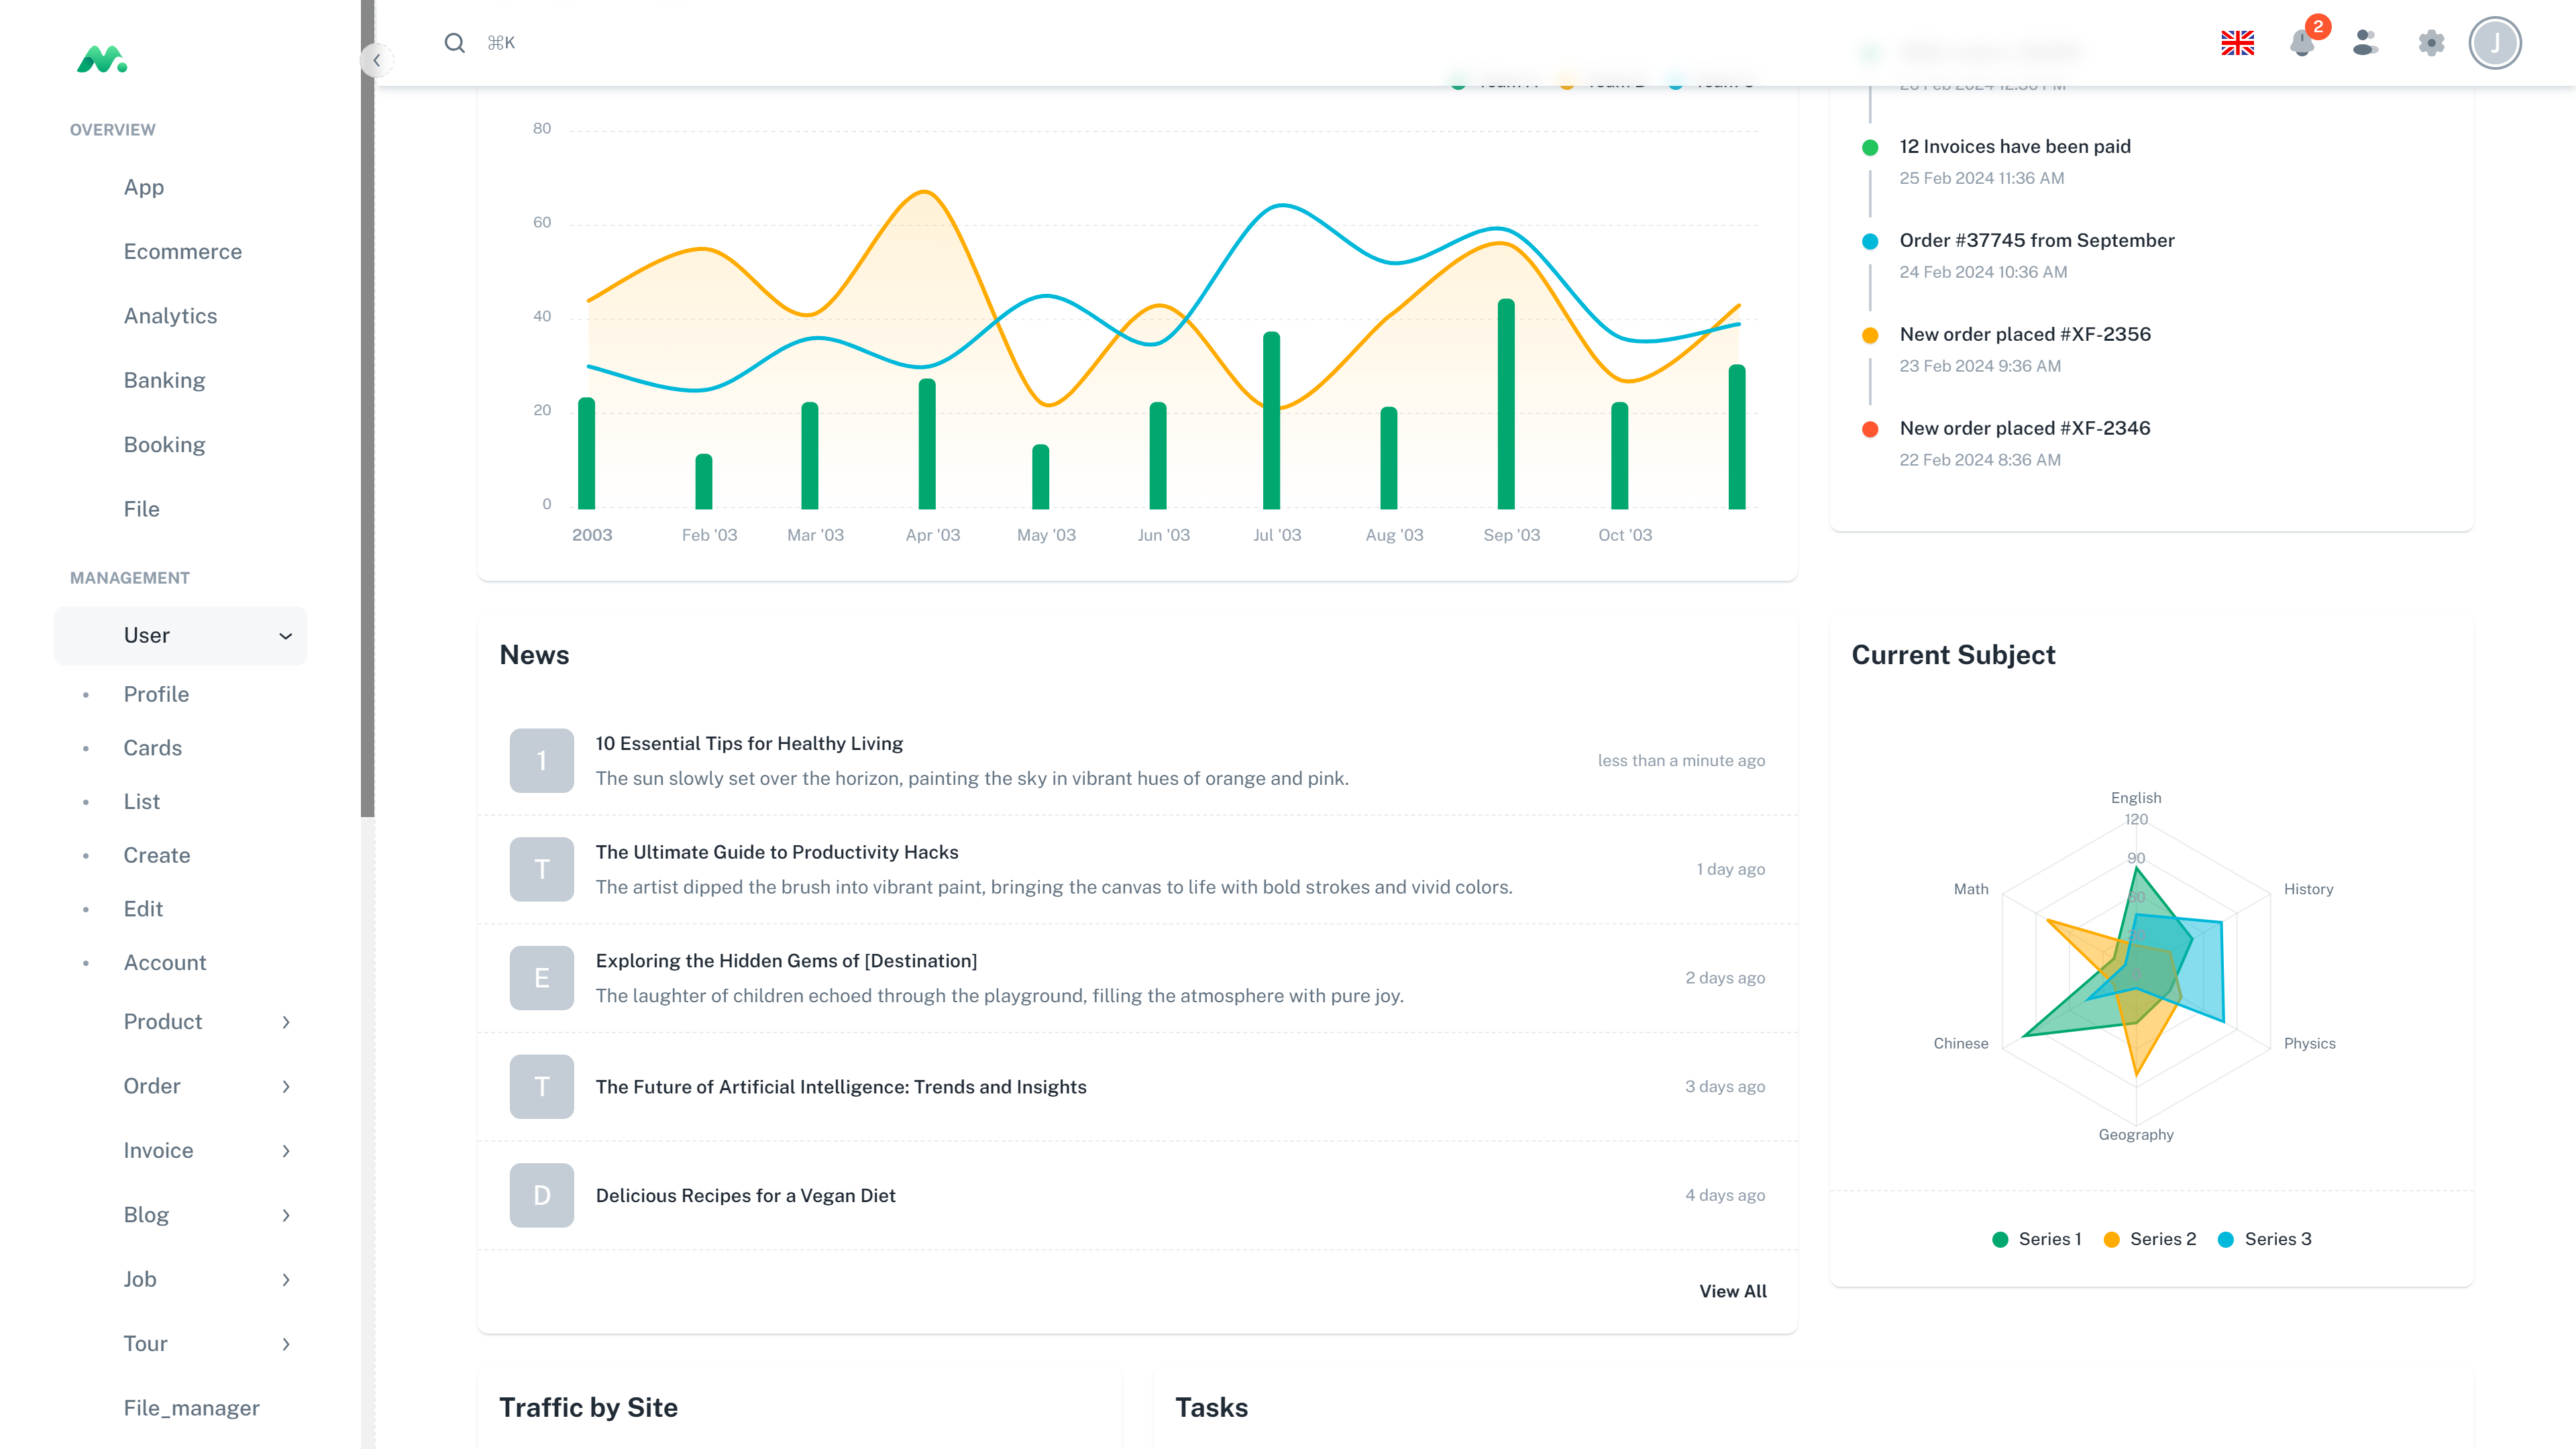 OVERVIEW
App
Ecommerce
Analytics
Banking
Booking
File
MANAGEMENT
User
Profile
Cards
List
Create
Edit
Account
Product
Order
Invoice
Blog
Job
Tour
File_manager
⌘K
2
J
80
60
40
20
0
2003
Feb '03
Mar '03
Apr '03
May '03
Jun '03
Jul '03
Aug '03
Sep '03
Oct '03
12 Invoices have been paid
25 Feb 2024 11:36 AM
Order #37745 from September
24 Feb 2024 10:36 AM
New order placed #XF-2356
23 Feb 2024 9:36 AM
New order placed #XF-2346
22 Feb 2024 8:36 AM
News
1
10 Essential Tips for Healthy Living
The sun slowly set over the horizon, painting the sky in vibrant hues of orange and pink.
less than a minute ago
T
The Ultimate Guide to Productivity Hacks
The artist dipped the brush into vibrant paint, bringing the canvas to life with bold strokes and vivid colors.
1 day ago
E
Exploring the Hidden Gems of [Destination]
The laughter of children echoed through the playground, filling the atmosphere with pure joy.
2 days ago
T
The Future of Artificial Intelligence: Trends and Insights
3 days ago
D
Delicious Recipes for a Vegan Diet
4 days ago
View All
Current Subject
English
120
90
60
30
Math
History
Chinese
Physics
Geography
Series 1
Series 2
Series 3
Traffic by Site
Tasks